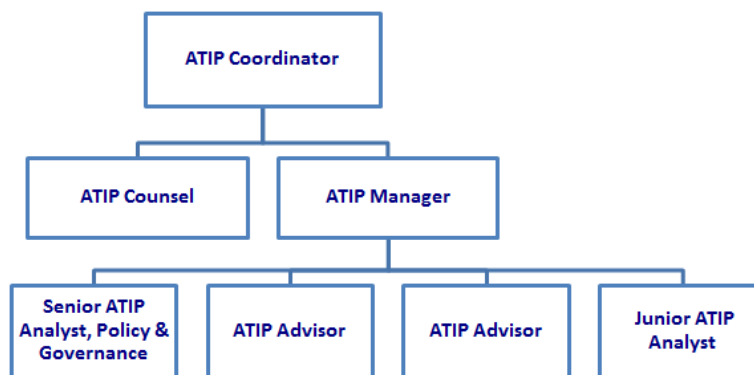 ATIP Coordinator
ATIP Counsel
ATIP Manager
Senior ATIP
Analyst, Policy &
Governance
ATIP Advisor
ATIP Advisor
Junior ATIP
Analyst